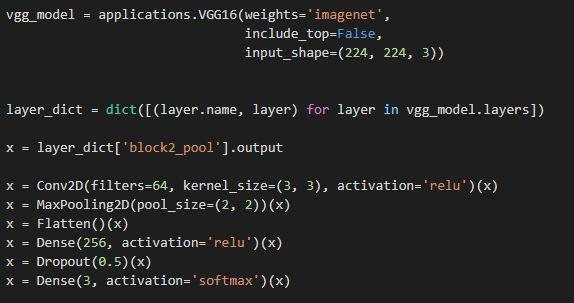 vgg_model = applications.VGG16(weights='imagenet',
                               include_top=False,
                               input_shape=(224, 224, 3))
layer_dict = dict([(layer.name, layer) for layer in vgg_model.layers])
x = layer_dict['block2_pool'].output
x = Conv2D(filters=64, kernel_size=(3, 3), activation='relu')(x)
x = MaxPooling2D(pool_size=(2, 2))(x)
x = Flatten()(x)
x = Dense(256, activation='relu')(x)
x = Dropout(0.5)(x)
x = Dense(3, activation='softmax')(x)